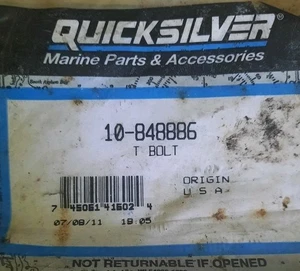 QUICKSILVER®
Marine Parts & Accessories
10-848886
T BOLT
ORIGIN
U S A
7 45061 41502 4
07/08/11 19:05
NOT RETURNABLE IF OPENED